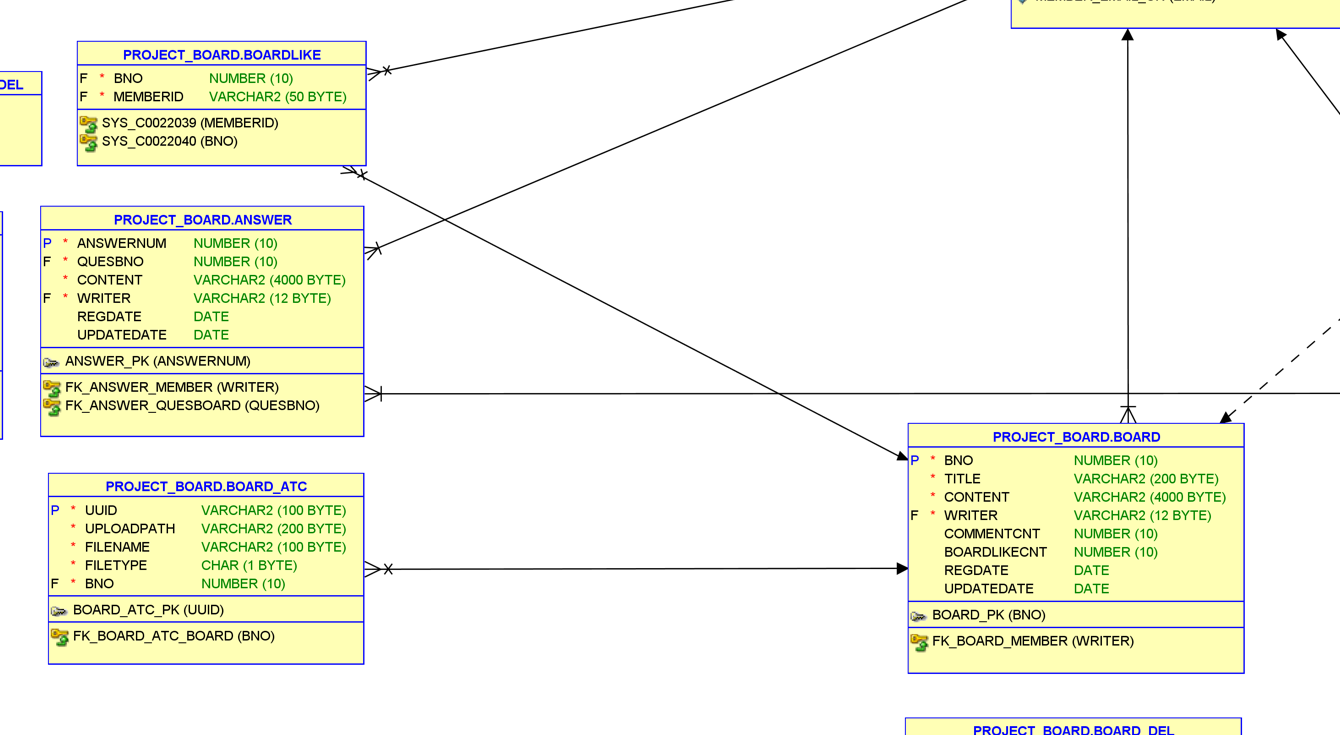 DEL
PROJECT_BOARD.BOARDLIKE
F * BNO NUMBER (10)
F * MEMBERID VARCHAR2 (50 BYTE)
SYS_C0022039 (MEMBERID)
SYS_C0022040 (BNO)
PROJECT_BOARD.ANSWER
P * ANSWERNUM NUMBER (10)
F * QUESBNO NUMBER (10)
* CONTENT VARCHAR2 (4000 BYTE)
F * WRITER VARCHAR2 (12 BYTE)
REGDATE DATE
UPDATEDATE DATE
ANSWER_PK (ANSWERNUM)
FK_ANSWER_MEMBER (WRITER)
FK_ANSWER_QUESBOARD (QUESBNO)
PROJECT_BOARD.BOARD_ATC
P * UUID VARCHAR2 (100 BYTE)
* UPLOADPATH VARCHAR2 (200 BYTE)
* FILENAME VARCHAR2 (100 BYTE)
* FILETYPE CHAR (1 BYTE)
F * BNO NUMBER (10)
BOARD_ATC_PK (UUID)
FK_BOARD_ATC_BOARD (BNO)
PROJECT_BOARD.BOARD
P * BNO NUMBER (10)
* TITLE VARCHAR2 (200 BYTE)
* CONTENT VARCHAR2 (4000 BYTE)
F * WRITER VARCHAR2 (12 BYTE)
COMMENTCNT NUMBER (10)
BOARDLIKECNT NUMBER (10)
REGDATE DATE
UPDATEDATE DATE
BOARD_PK (BNO)
FK_BOARD_MEMBER (WRITER)
PROJECT_BOARD.BOARD_DEL